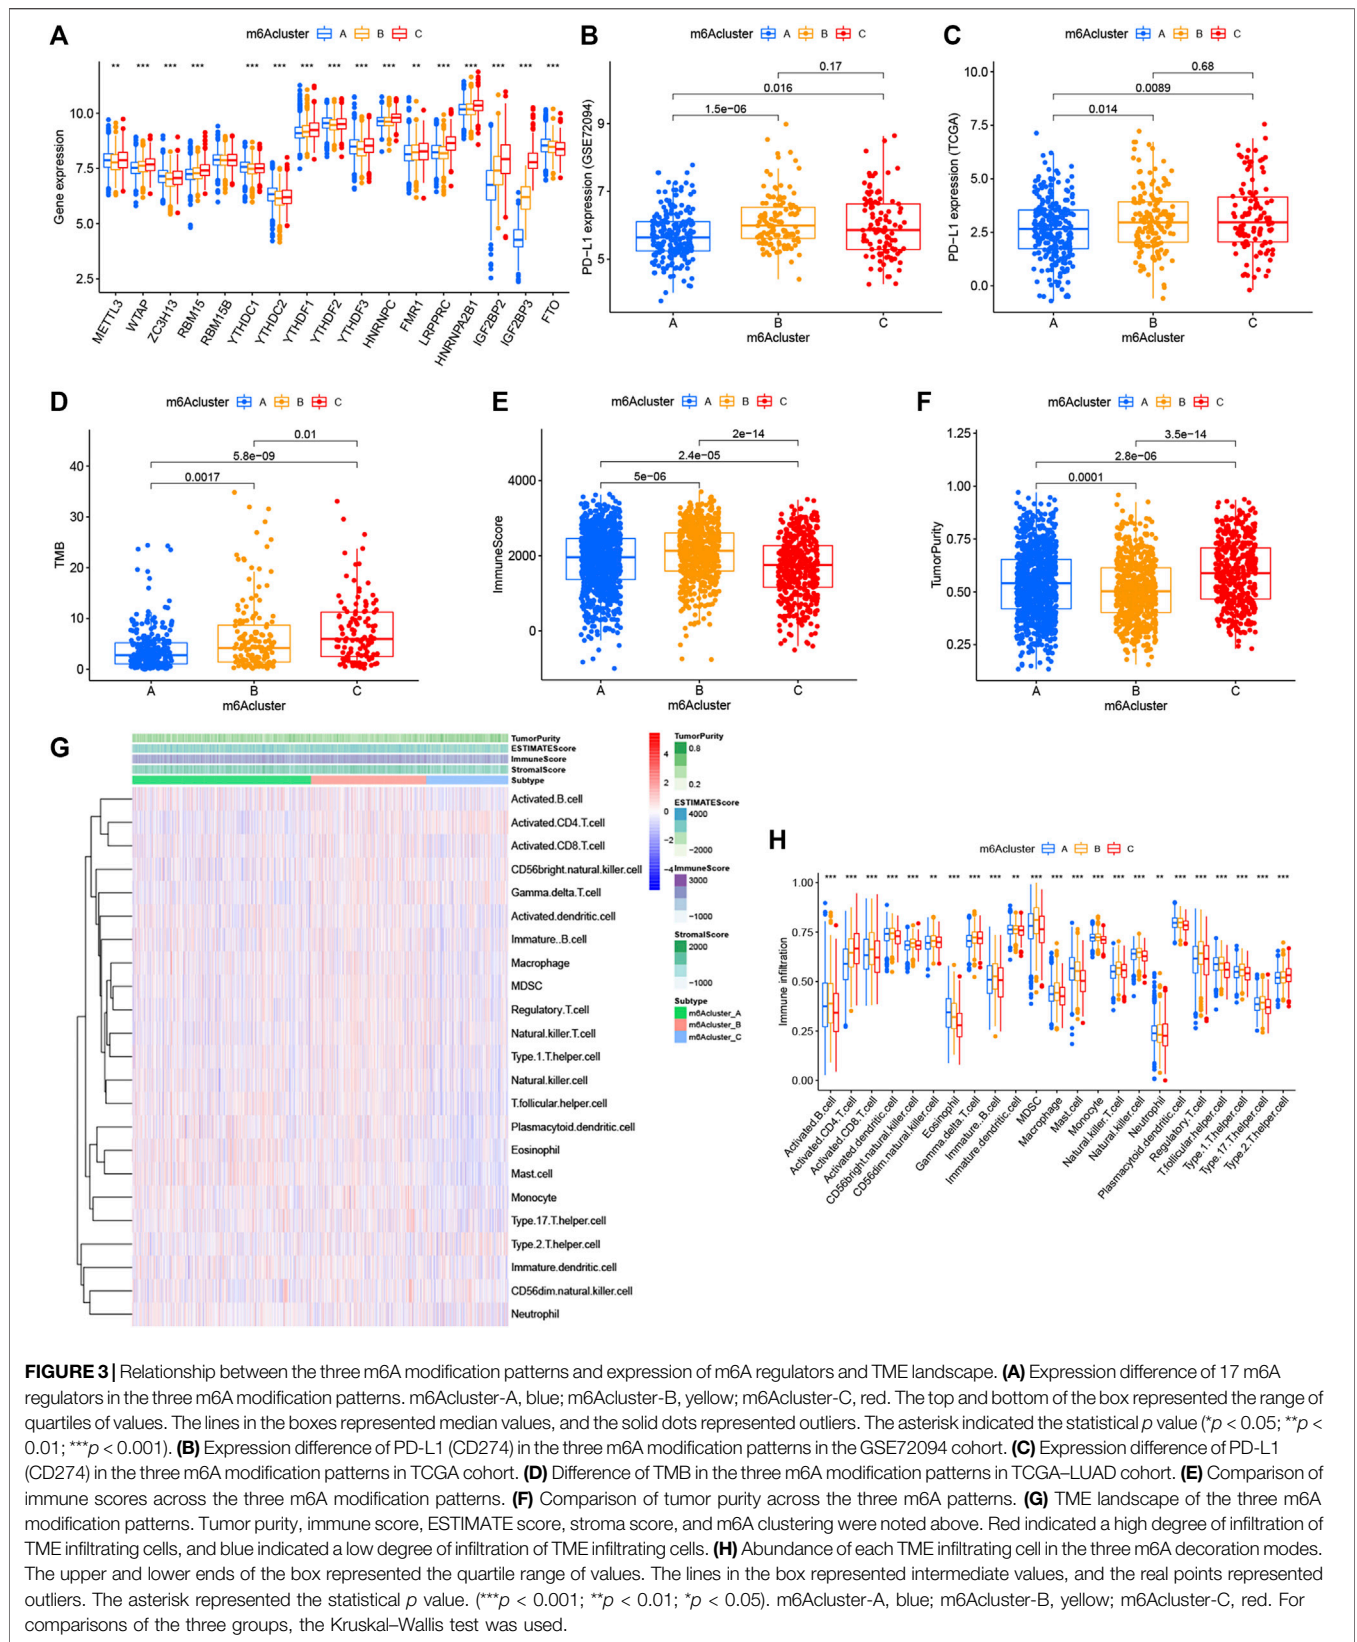 A
m6Acluster A B C
** *** *** *** *** *** *** *** *** *** ** *** *** *** *** ***
Gene expression
10.0
7.5
5.0
2.5
METTL3
WTAP
ZC3H13
RBM15
RBM15B
YTHDC1
YTHDC2
YTHDF1
YTHDF2
YTHDF3
HNRNPC
FMR1
LRPPRC
HNRNPA2B1
IGF2BP2
IGF2BP3
FTO
B
m6Acluster A B C
PD-L1 expression (GSE72094)
9
7
5
0.17
0.016
1.5e-06
A B C
m6Acluster
C
m6Acluster A B C
PD-L1 expression (TCGA)
10.0
7.5
5.0
2.5
0.0
0.68
0.0089
0.014
A B C
m6Acluster
D
m6Acluster A B C
TMB
40
30
20
10
0
0.01
5.8e-09
0.0017
A B C
m6Acluster
E
m6Acluster A B C
ImmuneScore
4000
2000
0
2e-14
2.4e-05
5e-06
A B C
m6Acluster
F
m6Acluster A B C
TumorPurity
1.25
1.00
0.75
0.50
0.25
3.5e-14
2.8e-06
0.0001
A B C
m6Acluster
G
TumorPurity
ESTIMATEScore
ImmuneScore
StromalScore
Subtype
Activated.B.cell
Activated.CD4.T.cell
Activated.CD8.T.cell
CD56bright.natural.killer.cell
Gamma.delta.T.cell
Activated.dendritic.cell
Immature..B.cell
Macrophage
MDSC
Regulatory.T.cell
Natural.killer.T.cell
Type.1.T.helper.cell
Natural.killer.cell
T.follicular.helper.cell
Plasmacytoid.dendritic.cell
Eosinophil
Mast.cell
Monocyte
Type.17.T.helper.cell
Type.2.T.helper.cell
Immature.dendritic.cell
CD56dim.natural.killer.cell
Neutrophil
4
2
0
-2
-4
TumorPurity
0.8
0.2
ESTIMATEScore
4000
-2000
ImmuneScore
3000
-1000
StromalScore
2000
-1000
Subtype
m6Acluster_A
m6Acluster_B
m6Acluster_C
H
m6Acluster A B C
*** *** *** *** *** ** *** *** *** ** *** *** *** *** *** *** ** *** *** *** *** *** ***
Immune infiltration
1.00
0.75
0.50
0.25
0.00
Activated.B.cell
Activated.CD4.T.cell
Activated.CD8.T.cell
Activated.dendritic.cell
CD56bright.natural.killer.cell
CD56dim.natural.killer.cell
Eosinophil
Gamma.delta.T.cell
Immature..B.cell
Immature.dendritic.cell
MDSC
Macrophage
Mast.cell
Monocyte
Natural.killer.T.cell
Natural.killer.cell
Neutrophil
Plasmacytoid.dendritic.cell
Regulatory.T.cell
T.follicular.helper.cell
Type.1.T.helper.cell
Type.17.T.helper.cell
Type.2.T.helper.cell
FIGURE 3 | Relationship between the three m6A modification patterns and expression of m6A regulators and TME landscape. (A) Expression difference of 17 m6A
regulators in the three m6A modification patterns. m6Acluster-A, blue; m6Acluster-B, yellow; m6Acluster-C, red. The top and bottom of the box represented the range of
quartiles of values. The lines in the boxes represented median values, and the solid dots represented outliers. The asterisk indicated the statistical p value (*p < 0.05; **p <
0.01; ***p < 0.001). (B) Expression difference of PD-L1 (CD274) in the three m6A modification patterns in the GSE72094 cohort. (C) Expression difference of PD-L1
(CD274) in the three m6A modification patterns in TCGA cohort. (D) Difference of TMB in the three m6A modification patterns in TCGA–LUAD cohort. (E) Comparison of
immune scores across the three m6A modification patterns. (F) Comparison of tumor purity across the three m6A patterns. (G) TME landscape of the three m6A
modification patterns. Tumor purity, immune score, ESTIMATE score, stroma score, and m6A clustering were noted above. Red indicated a high degree of infiltration of
TME infiltrating cells, and blue indicated a low degree of infiltration of TME infiltrating cells. (H) Abundance of each TME infiltrating cell in the three m6A decoration modes.
The upper and lower ends of the box represented the quartile range of values. The lines in the box represented intermediate values, and the real points represented
outliers. The asterisk represented the statistical p value. (***p < 0.001; **p < 0.01; *p < 0.05). m6Acluster-A, blue; m6Acluster-B, yellow; m6Acluster-C, red. For
comparisons of the three groups, the Kruskal–Wallis test was used.